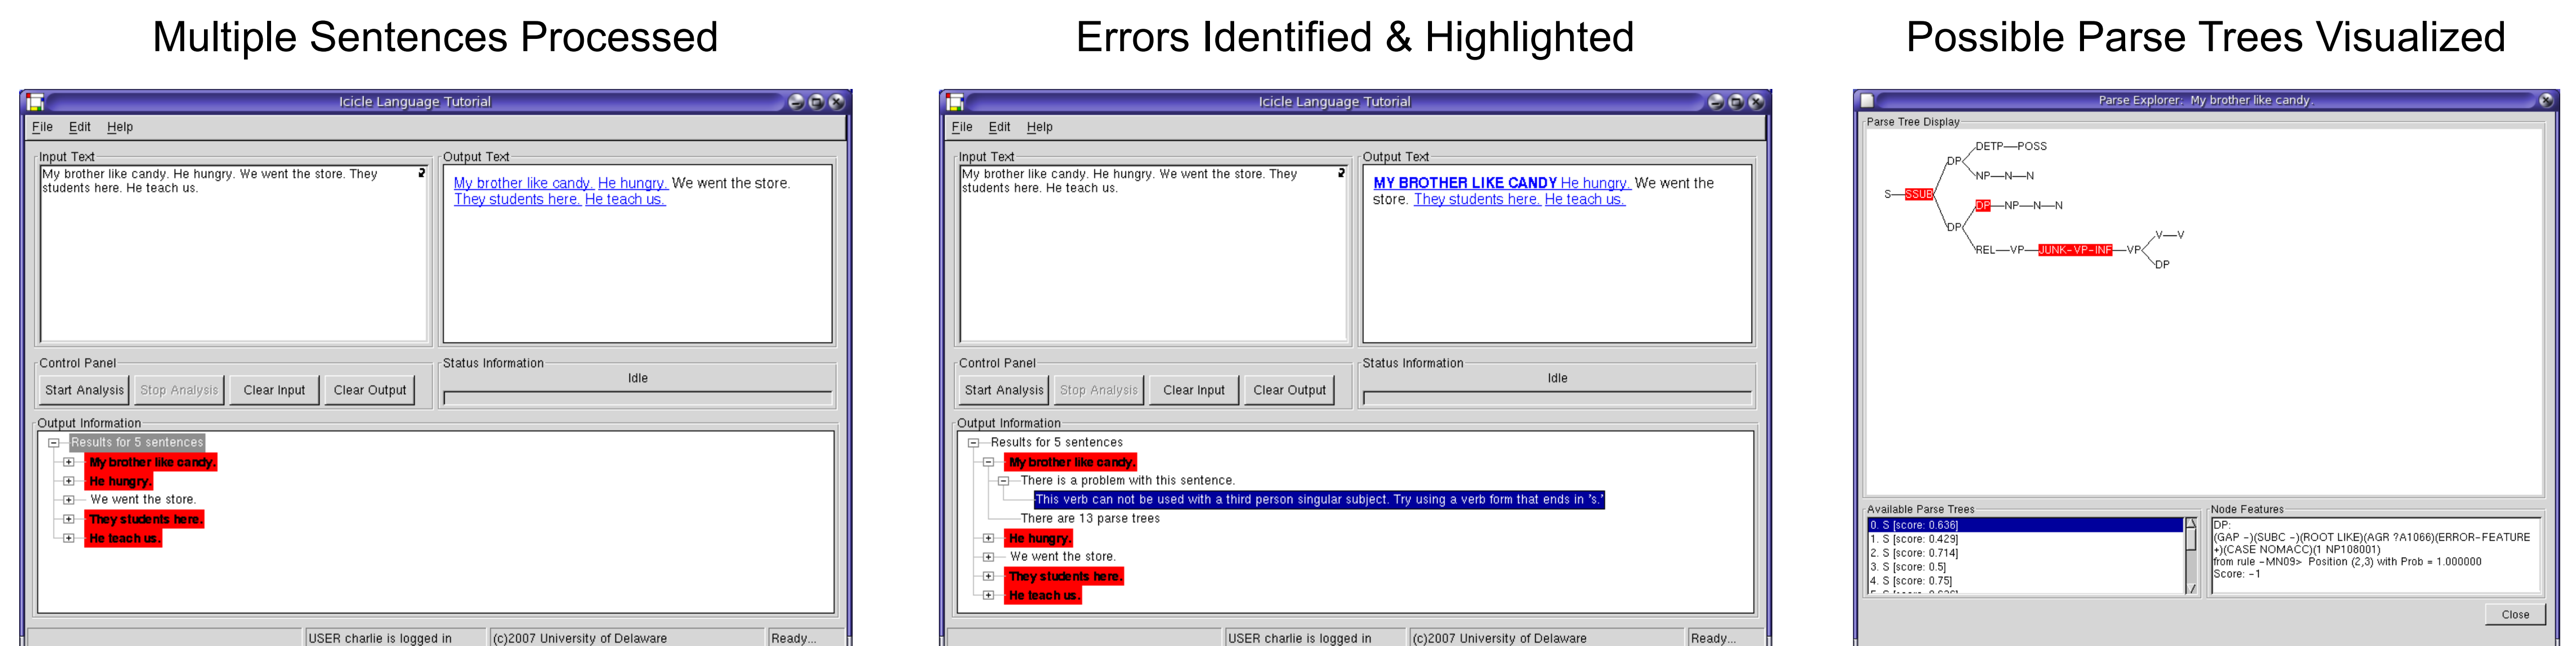 Multiple Sentences Processed
Icicle Language Tutorial
File Edit Help
Input Text
My brother like candy. He hungry. We went the store. They
students here. He teach us.
Output Text
My brother like candy. He hungry. We went the store.
They students here. He teach us.
Control Panel
Start Analysis Stop Analysis Clear Input Clear Output
Status Information
Idle
Output Information
Results for 5 sentences
My brother like candy.
He hungry.
We went the store.
They students here.
He teach us.
USER charlie is logged in (c)2007 University of Delaware Ready...
Errors Identified & Highlighted
Icicle Language Tutorial
File Edit Help
Input Text
My brother like candy. He hungry. We went the store. They
students here. He teach us.
Output Text
MY BROTHER LIKE CANDY He hungry. We went the
store. They students here. He teach us.
Control Panel
Start Analysis Stop Analysis Clear Input Clear Output
Status Information
Idle
Output Information
Results for 5 sentences
My brother like candy.
There is a problem with this sentence.
This verb can not be used with a third person singular subject. Try using a verb form that ends in 's.'
There are 13 parse trees
He hungry.
We went the store.
They students here.
He teach us.
USER charlie is logged in (c)2007 University of Delaware Ready...
Possible Parse Trees Visualized
Parse Explorer: My brother like candy.
Parse Tree Display
DETP POSS
DP
NP N N
S SSUB
DP NP N N
DP
V V
REL VP JUNK-VP-INF VP
DP
Available Parse Trees
0. S [score: 0.636]
1. S [score: 0.429]
2. S [score: 0.714]
3. S [score: 0.5]
4. S [score: 0.75]
Node Features
DP:
(GAP -)(SUBC -)(ROOT LIKE)(AGR ?A1066)(ERROR-FEATURE
+)(CASE NOMACC)(1 NP108001)
from rule -MN09> Position (2,3) with Prob = 1.000000
Score: -1
Close